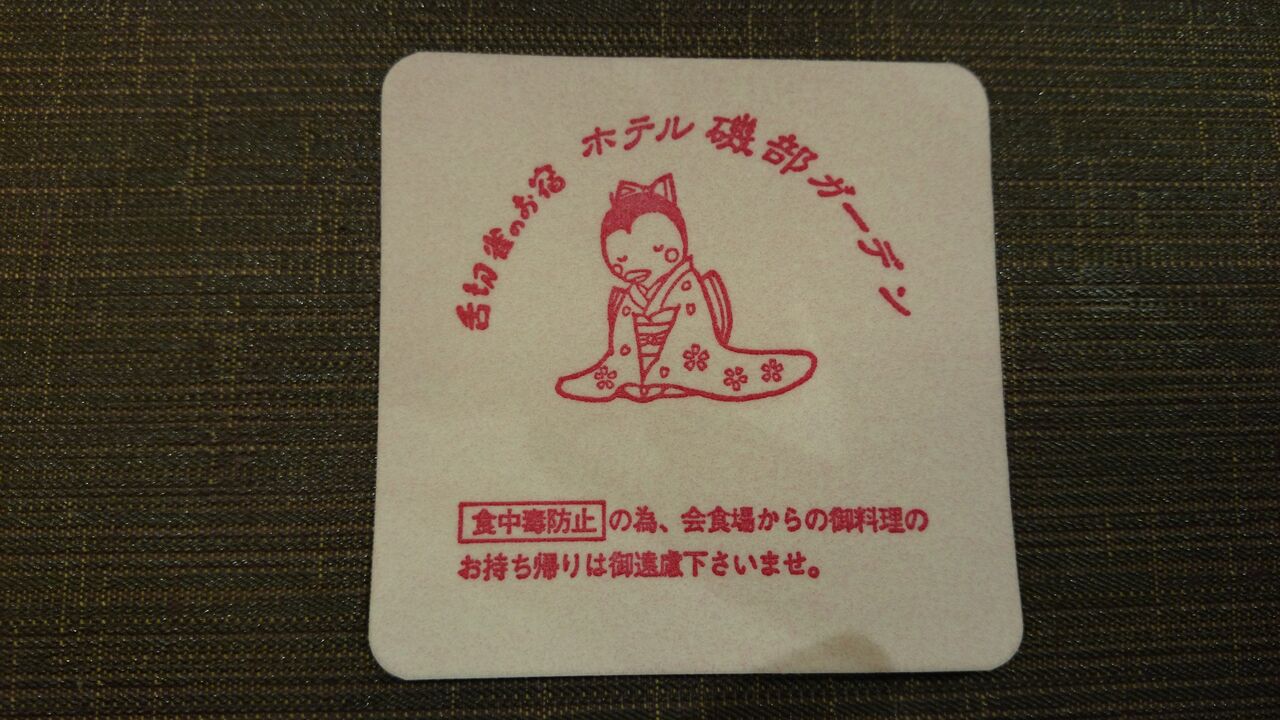 舌切雀のお宿 ホテル 磯部ガーデン
食中毒防止の為、会食場からの御料理の
お持ち帰りは御遠慮下さいませ。